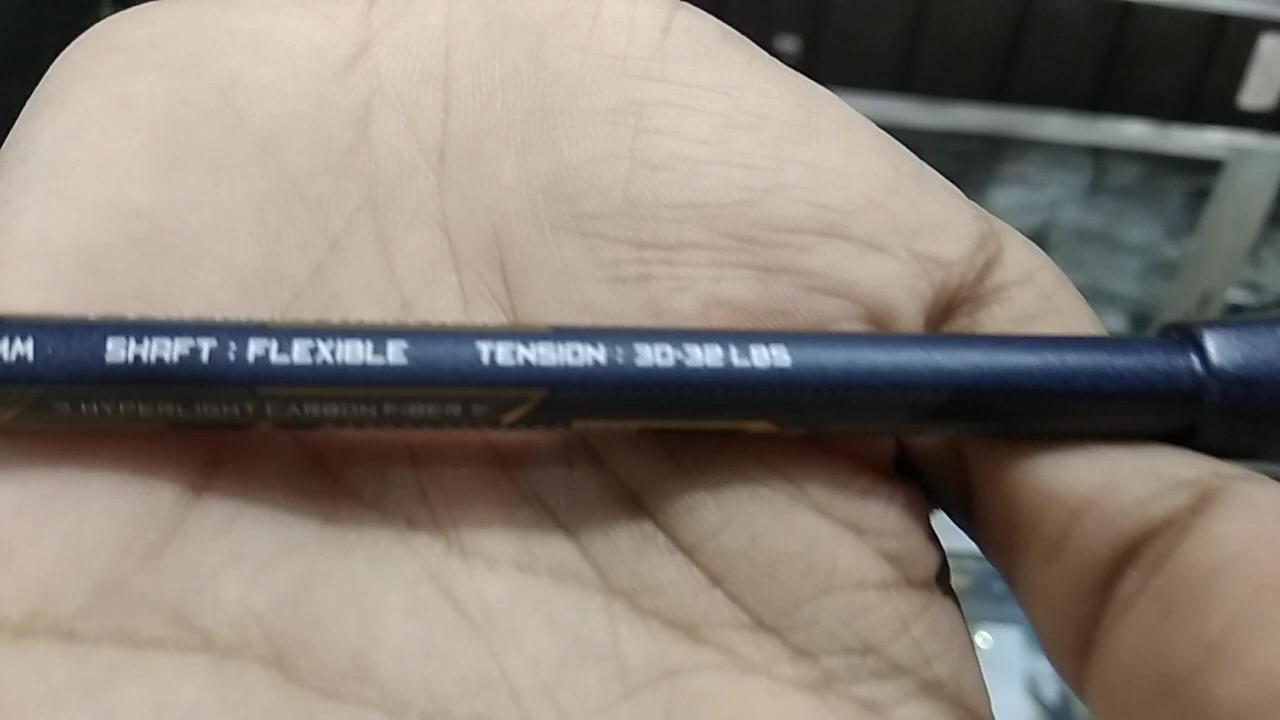 MM SHAFT : FLEXIBLE TENSION : 30-32 LBS
HYPERLIGHT CARBON FIBER